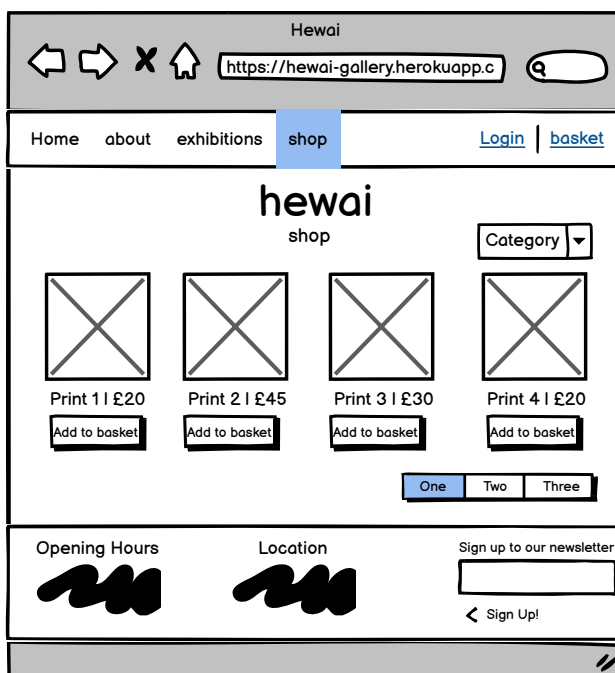 Hewai
https://hewai-gallery.herokuapp.c
Home about exhibitions shop Login basket
hewai
shop
Category
Print 1 | £20 Print 2 | £45 Print 3 | £30 Print 4 | £20
Add to basket Add to basket Add to basket Add to basket
One Two Three
Opening Hours Location Sign up to our newsletter
Sign Up!